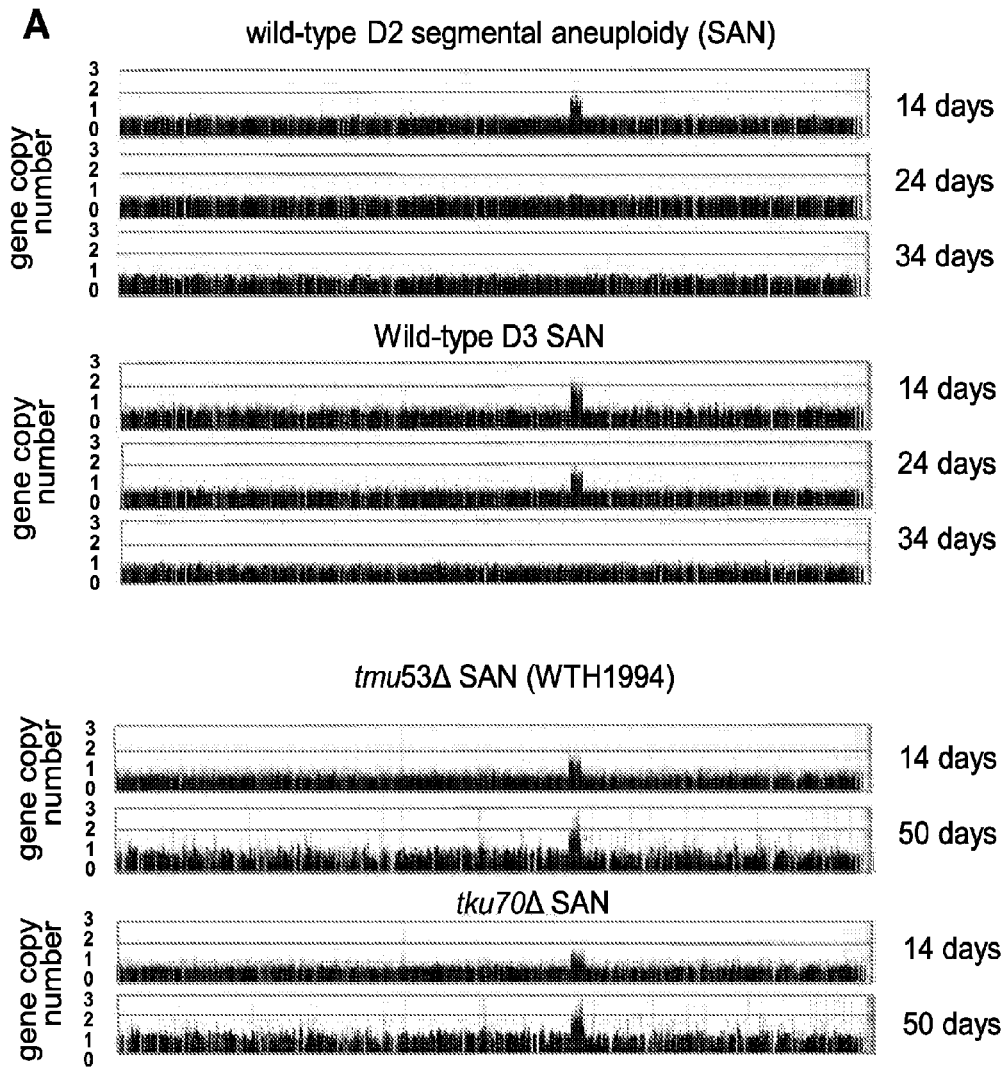 A
wild-type D2 segmental aneuploidy (SAN)
gene copy
number
3
2
1
0
14 days
3
2
1
0
24 days
3
2
1
0
34 days
Wild-type D3 SAN
gene copy
number
3
2
1
0
14 days
3
2
1
0
24 days
3
2
1
0
34 days
tmu53Δ SAN (WTH1994)
gene copy
number
3
2
1
0
14 days
3
2
1
0
50 days
tku70Δ SAN
gene copy
number
3
2
1
0
14 days
3
2
1
0
50 days